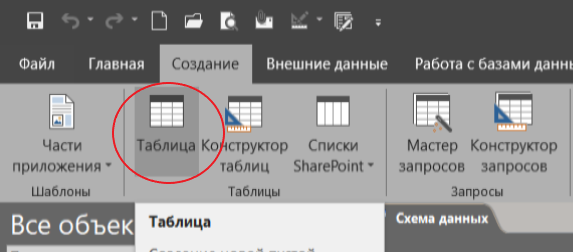 Файл Главная Создание Внешние данные Работа с базами данн
Части приложения
Таблица
Конструктор таблиц
Списки SharePoint
Мастер запросов
Конструктор запросов
Шаблоны Таблицы Запросы
Все объек
Таблица
Схема данных